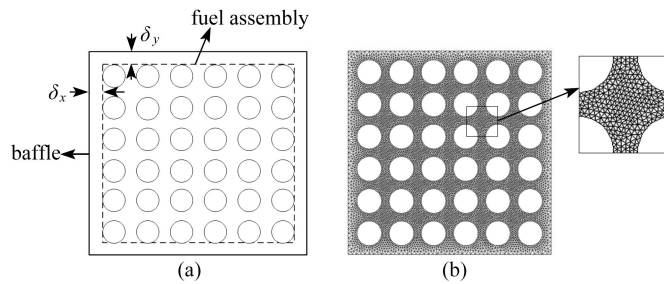 fuel assembly
δy
δx
baffle
(a)
(b)